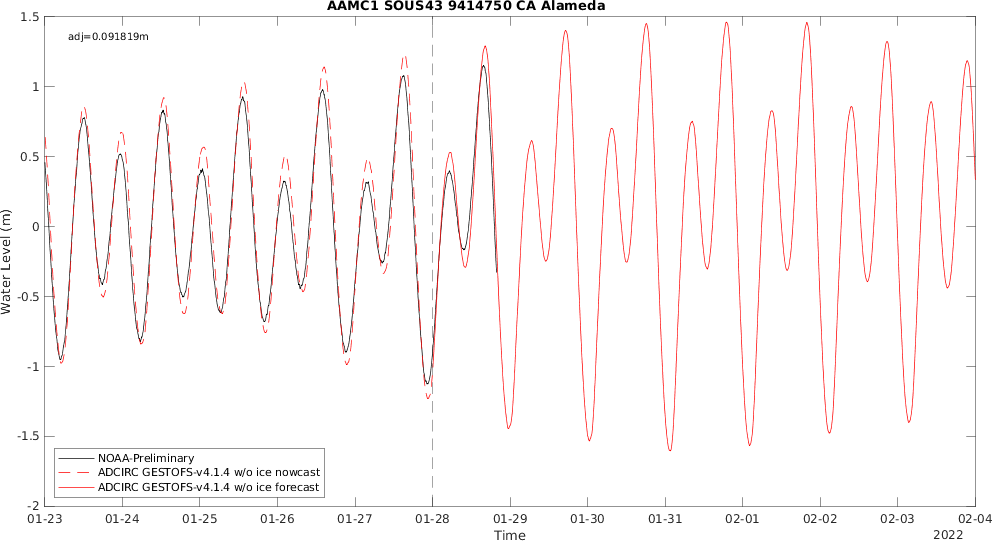 AAMC1 SOUS43 9414750 CA Alameda
adj=0.091819m
1.5
1
0.5
0
-0.5
-1
-1.5
-2
Water Level (m)
NOAA-Preliminary
ADCIRC GESTOFS-v4.1.4 w/o ice nowcast
ADCIRC GESTOFS-v4.1.4 w/o ice forecast
01-23 01-24 01-25 01-26 01-27 01-28 01-29 01-30 01-31 02-01 02-02 02-03 02-04
Time
2022